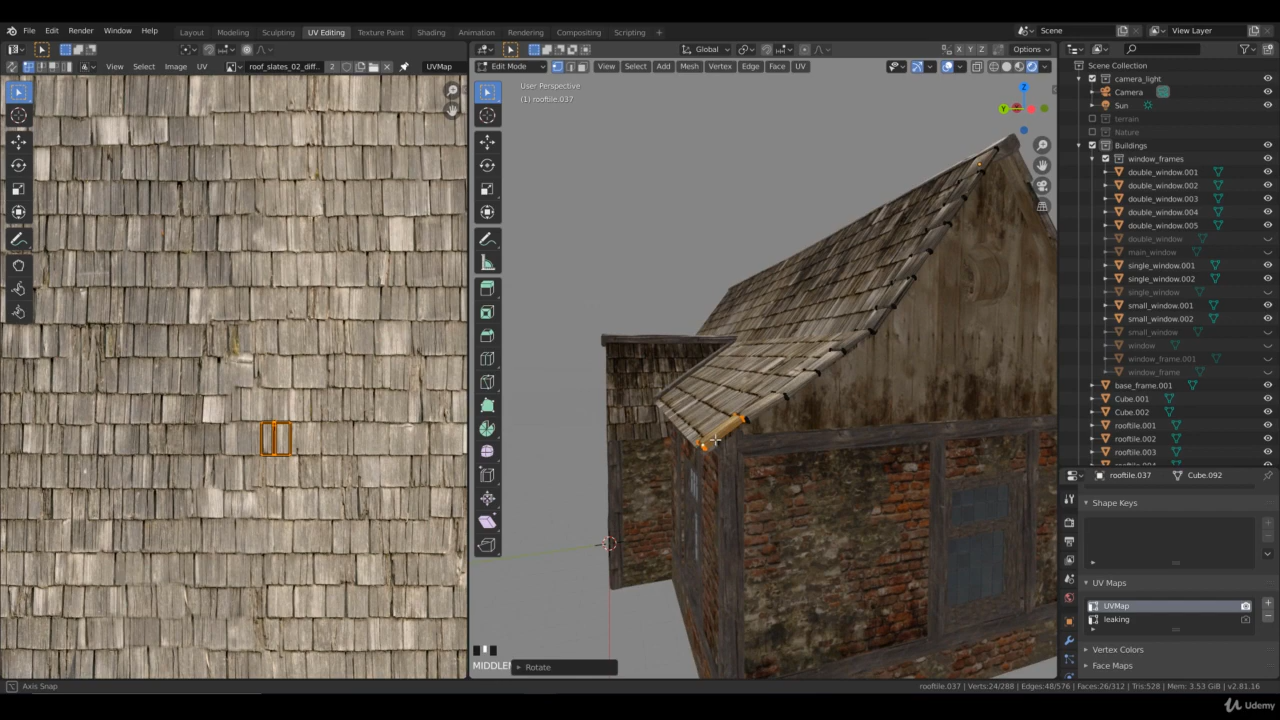 File Edit Render Window Help Layout Modeling Sculpting UV Editing Texture Paint Shading Animation Rendering Compositing Scripting + Scene View Layer
Global X Y Z Options
View Select Image UV roof_slates_02_diff... 2 UVMap Edit Mode View Select Add Mesh Vertex Edge Face UV
User Perspective
(1) rooftile.037
Z
Y
Scene Collection
camera_light
Camera
Sun
terrain
Nature
Buildings
window_frames
double_window.001
double_window.002
double_window.003
double_window.004
double_window.005
double_window
main_window
single_window.001
single_window.002
single_window
small_window.001
small_window.002
small_window
window
window_frame.001
window_frame
base_frame.001
Cube.001
Cube.002
rooftile.001
rooftile.002
rooftile.003
rooftile.037 Cube.092
Shape Keys
UV Maps
UVMap
leaking
Vertex Colors
Face Maps
MIDDLE
Rotate
Axis Snap
rooftile.037 | Verts:24/288 | Edges:48/576 | Faces:26/312 | Tris:528 | Mem: 3.53 GiB | v2.81.16
Udemy